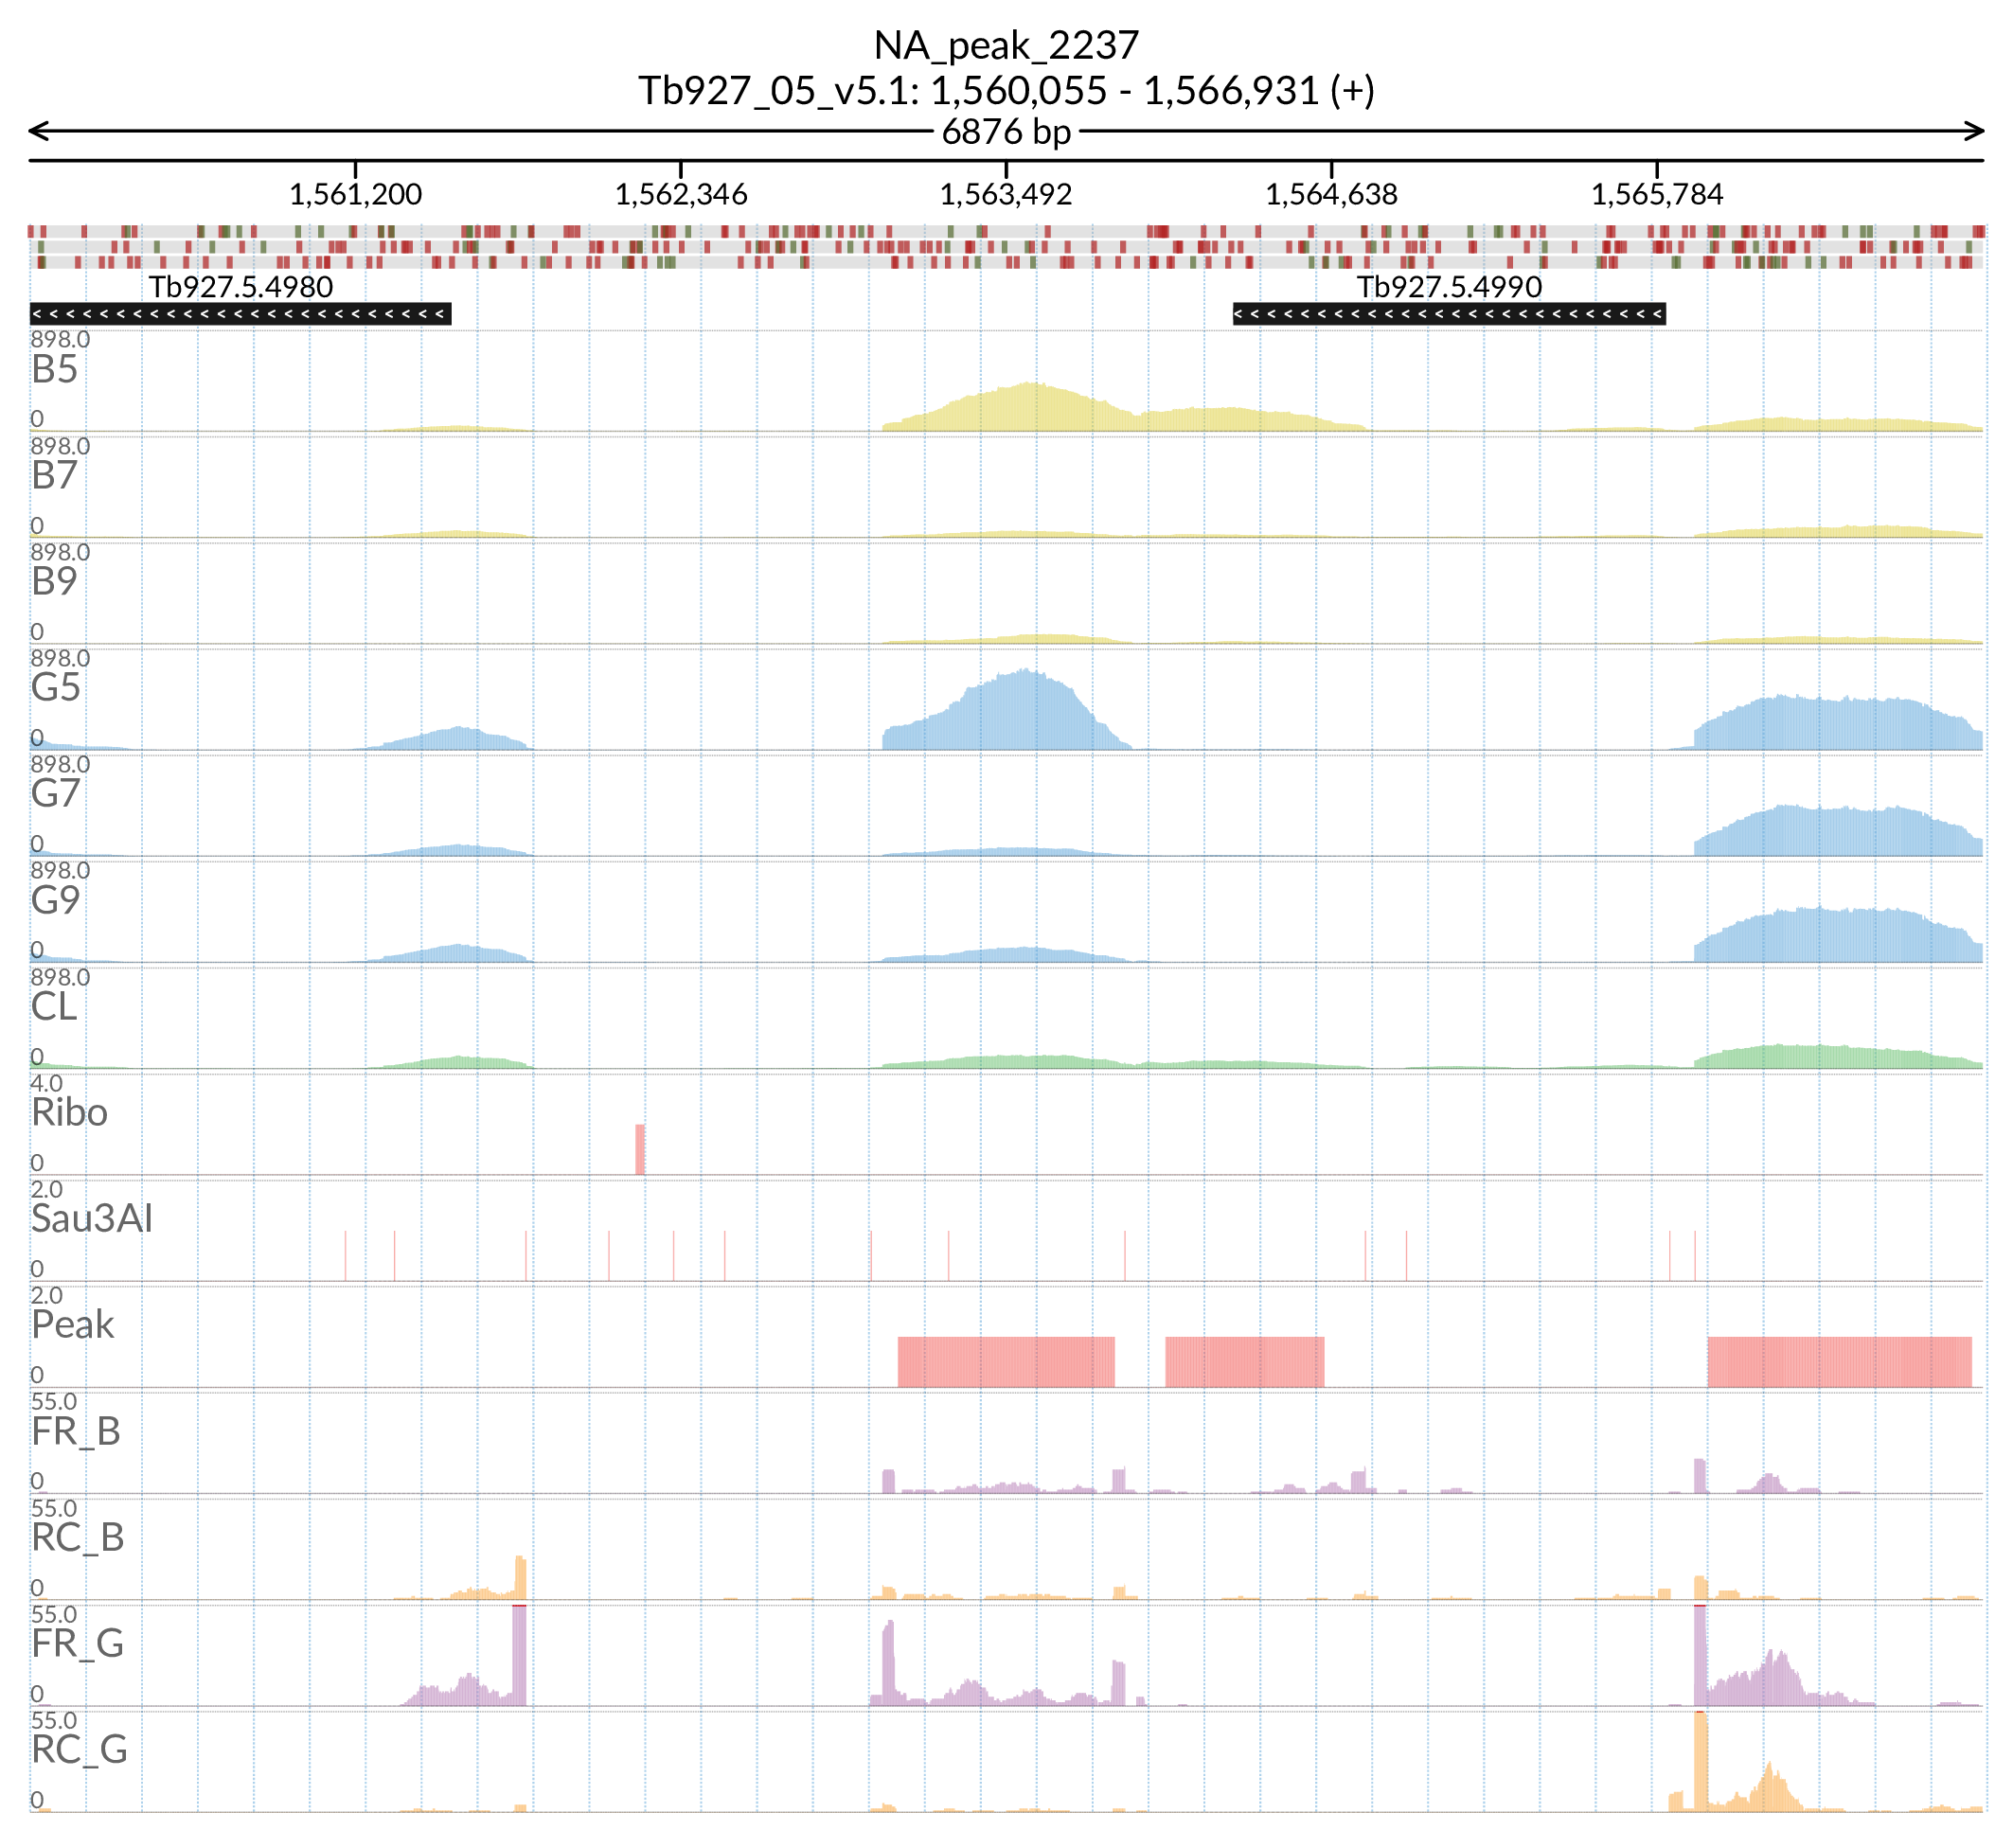 NA_peak_2237
Tb927_05_v5.1: 1,560,055 - 1,566,931 (+)
6876 bp
1,561,200 1,562,346 1,563,492 1,564,638 1,565,784
Tb927.5.4980 Tb927.5.4990
898.0
B5
0
898.0
B7
0
898.0
B9
0
898.0
G5
0
898.0
G7
0
898.0
G9
0
898.0
CL
0
4.0
Ribo
0
2.0
Sau3AI
0
2.0
Peak
0
55.0
FR_B
0
55.0
RC_B
0
55.0
FR_G
0
55.0
RC_G
0